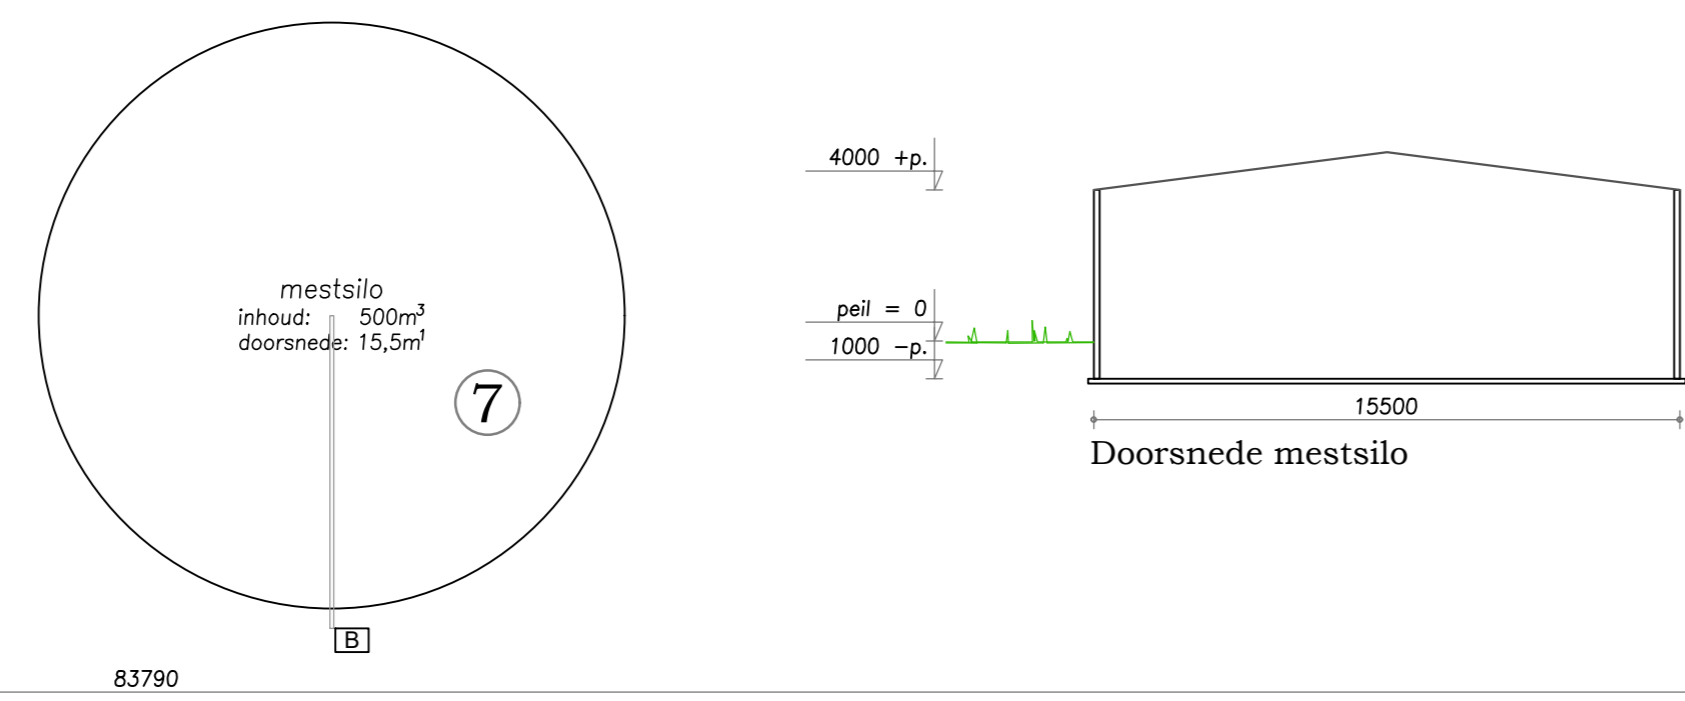 mestsilo
inhoud: 500m³
doorsnede: 15,5m¹
7
B
83790
4000 +p.
peil = 0
1000 -p.
15500
Doorsnede mestsilo